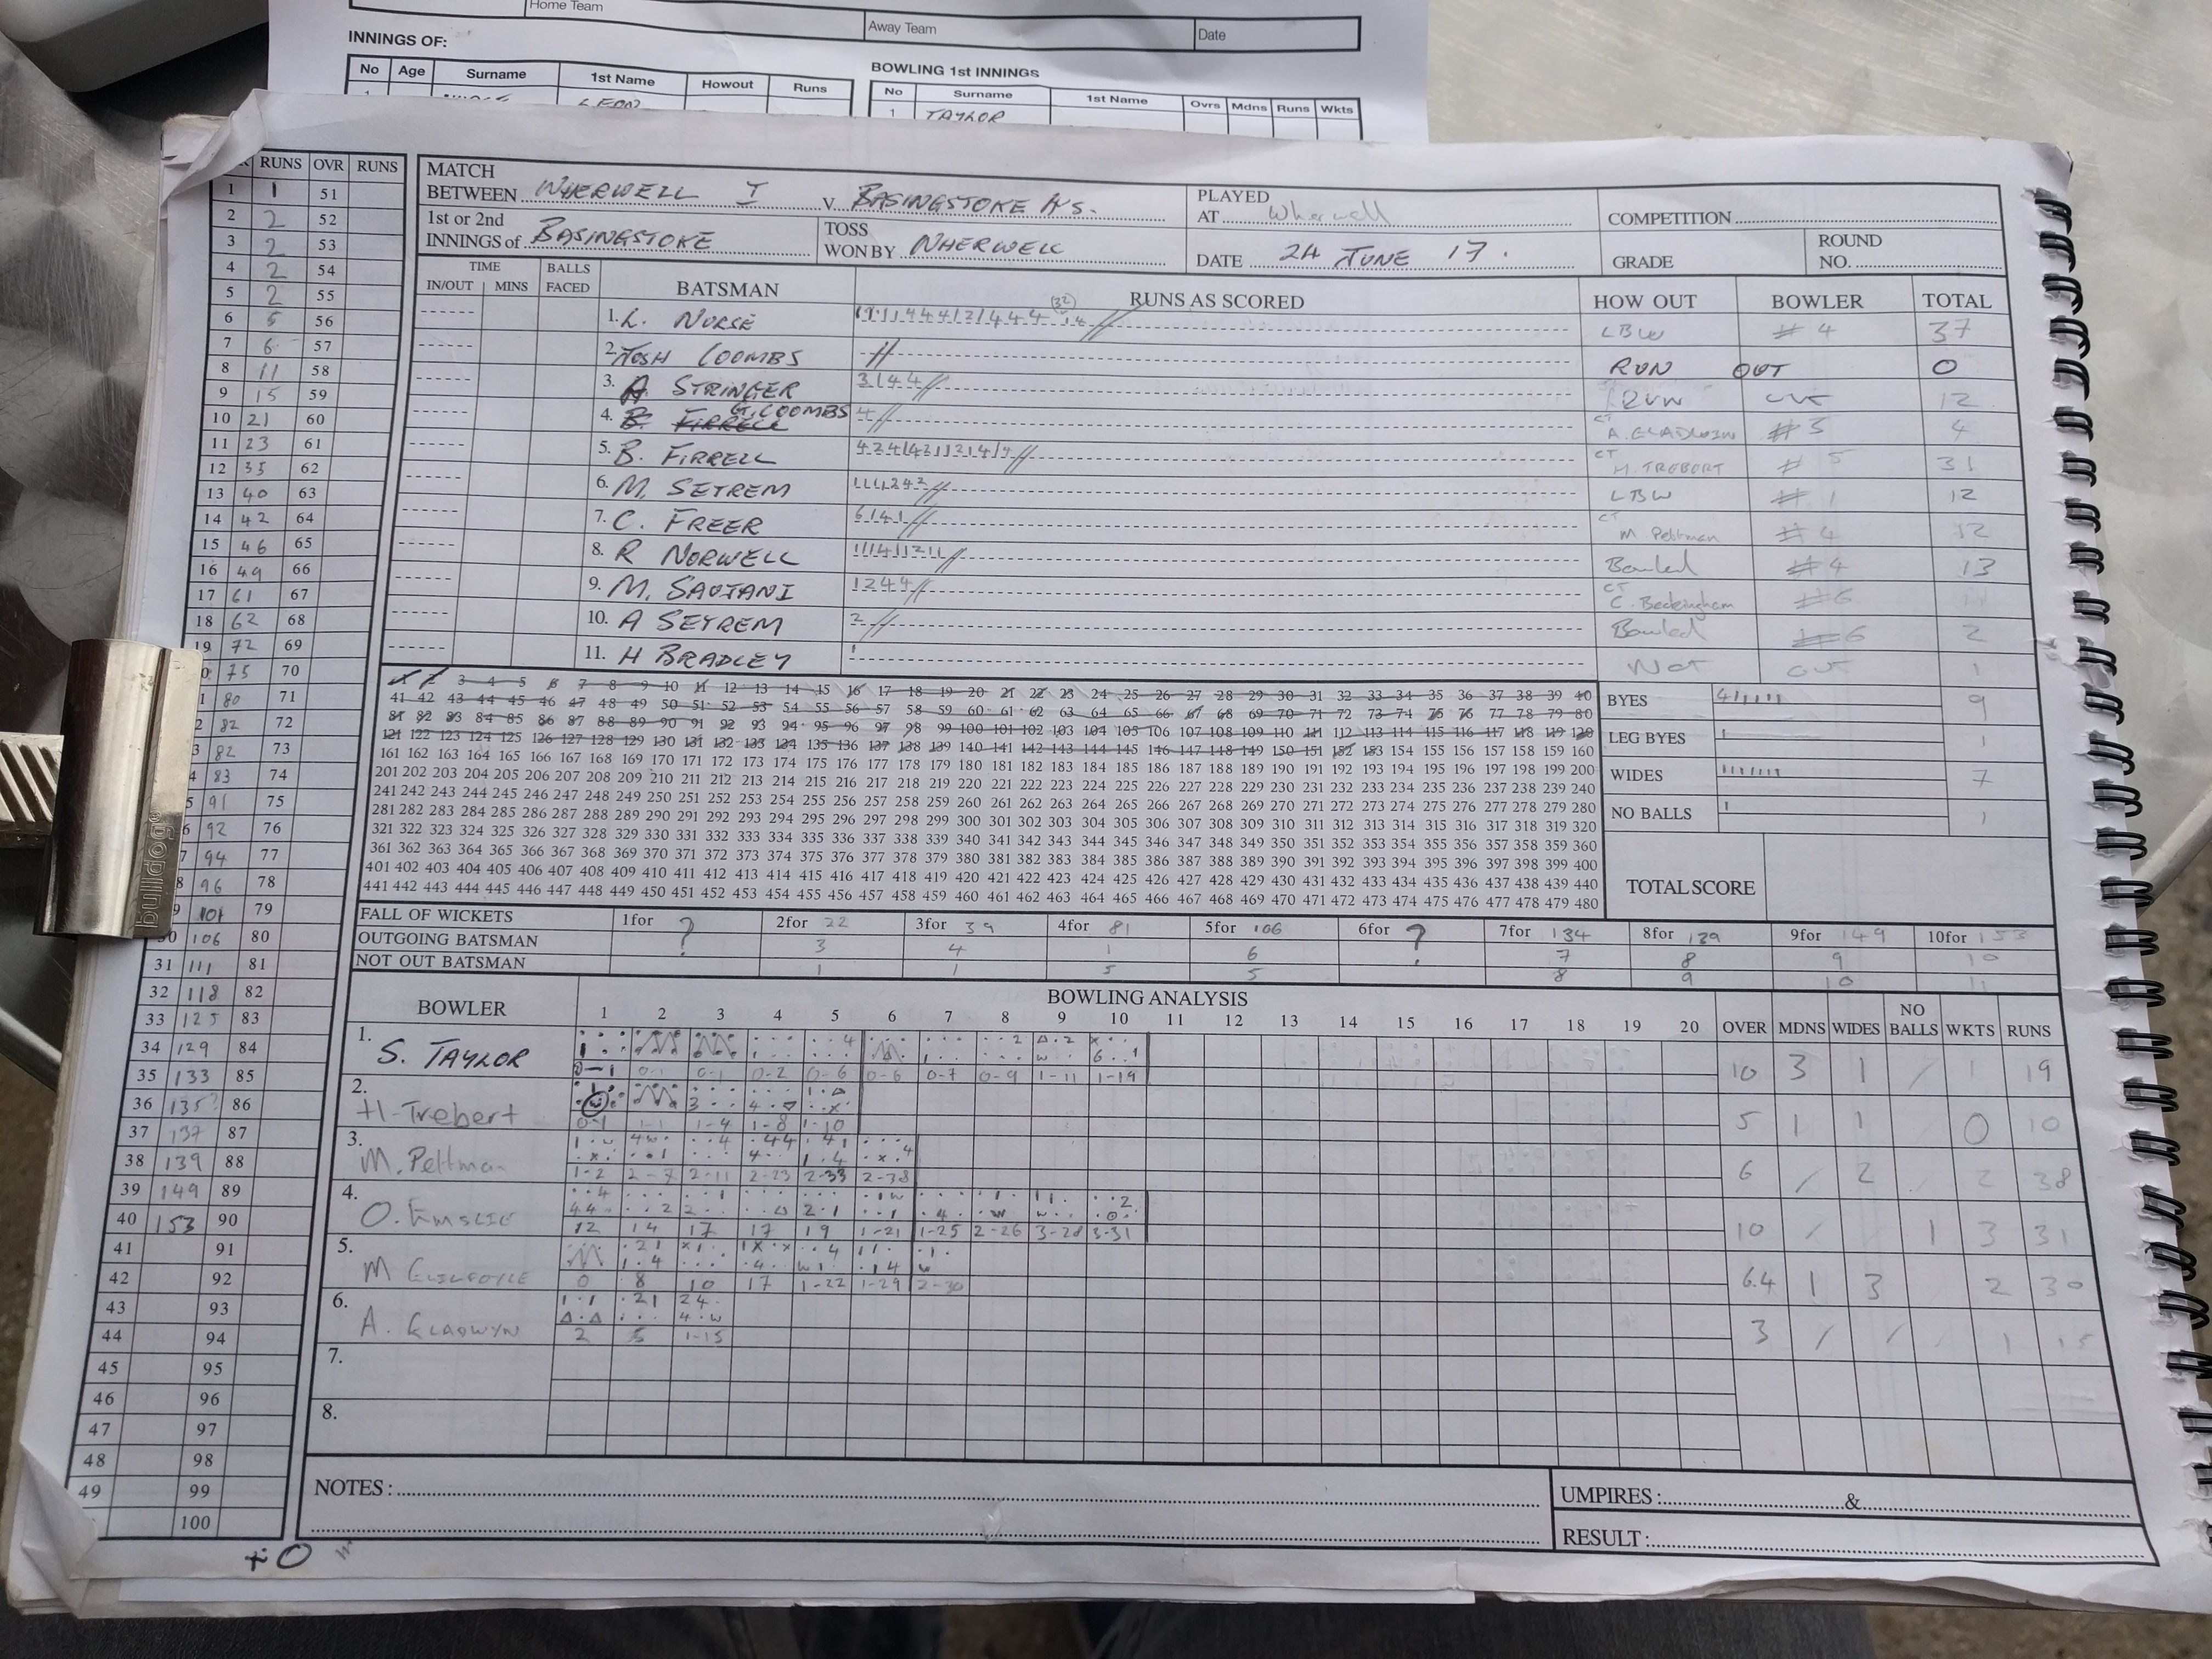 Home Team Away Team Date
INNINGS OF:
No Age Surname 1st Name Howout Runs
LEON
BOWLING 1st INNINGS
No Surname 1st Name Ovrs Mdns Runs Wkts
1 TAYLOR
RUNS OVR RUNS
1 1 51
2 2 52
3 2 53
4 2 54
5 2 55
6 5 56
7 6 57
8 11 58
9 15 59
10 21 60
11 23 61
12 35 62
13 40 63
14 42 64
15 46 65
16 49 66
17 61 67
18 62 68
19 72 69
0 75 70
1 80 71
2 82 72
3 82 73
4 83 74
5 91 75
6 92 76
7 94 77
8 96 78
9 101 79
30 106 80
31 111 81
32 118 82
33 125 83
34 129 84
35 133 85
36 135? 86
37 137 87
38 139 88
39 149 89
40 153 90
41 91
42 92
43 93
44 94
45 95
46 96
47 97
48 98
49 99
100
MATCH
BETWEEN WHERWELL I V. BASINGSTOKE A's.
PLAYED
AT Wherwell
COMPETITION
1st or 2nd
INNINGS of BASINGSTOKE
TOSS
WON BY WHERWELL
DATE 24 JUNE 17.
GRADE
ROUND
NO.
TIME BALLS
IN/OUT MINS FACED BATSMAN RUNS AS SCORED HOW OUT BOWLER TOTAL
1. L. NURSE (32) LBW #4 37
2. TOSH COOMBS RUN OUT 0
3. A STRINGER 3144 12
4. B. FIRRELL G. COOMBS 4 CT A. GLADWIN #5 4
5. B. FIRRELL CT M. TREBERT #5 31
6. M. SEYREM 1111242 LBW #1 12
7. C. FREER 6141 CT M Peltman #4 12
8. R NORWELL 11141121 Bowled #4 13
9. M. SAUJANI 1244 CT C. Beckingham #6
10. A SEYREM 2 Bowled #6 2
11. H BRADLEY Not out 1
1 2 3 4 5 6 7 8 9 10 11 12 13 14 15 16 17 18 19 20 21 22 23 24 25 26 27 28 29 30 31 32 33 34 35 36 37 38 39 40
41 42 43 44 45 46 47 48 49 50 51 52 53 54 55 56 57 58 59 60 61 62 63 64 65 66 67 68 69 70 71 72 73 74 75 76 77 78 79 80
81 82 83 84 85 86 87 88 89 90 91 92 93 94 95 96 97 98 99 100 101 102 103 104 105 106 107 108 109 110 111 112 113 114 115 116 117 118 119 120
121 122 123 124 125 126 127 128 129 130 131 132 133 134 135 136 137 138 139 140 141 142 143 144 145 146 147 148 149 150 151 152 153 154 155 156 157 158 159 160
161 162 163 164 165 166 167 168 169 170 171 172 173 174 175 176 177 178 179 180 181 182 183 184 185 186 187 188 189 190 191 192 193 194 195 196 197 198 199 200
201 202 203 204 205 206 207 208 209 210 211 212 213 214 215 216 217 218 219 220 221 222 223 224 225 226 227 228 229 230 231 232 233 234 235 236 237 238 239 240
241 242 243 244 245 246 247 248 249 250 251 252 253 254 255 256 257 258 259 260 261 262 263 264 265 266 267 268 269 270 271 272 273 274 275 276 277 278 279 280
281 282 283 284 285 286 287 288 289 290 291 292 293 294 295 296 297 298 299 300 301 302 303 304 305 306 307 308 309 310 311 312 313 314 315 316 317 318 319 320
321 322 323 324 325 326 327 328 329 330 331 332 333 334 335 336 337 338 339 340 341 342 343 344 345 346 347 348 349 350 351 352 353 354 355 356 357 358 359 360
361 362 363 364 365 366 367 368 369 370 371 372 373 374 375 376 377 378 379 380 381 382 383 384 385 386 387 388 389 390 391 392 393 394 395 396 397 398 399 400
401 402 403 404 405 406 407 408 409 410 411 412 413 414 415 416 417 418 419 420 421 422 423 424 425 426 427 428 429 430 431 432 433 434 435 436 437 438 439 440
441 442 443 444 445 446 447 448 449 450 451 452 453 454 455 456 457 458 459 460 461 462 463 464 465 466 467 468 469 470 471 472 473 474 475 476 477 478 479 480
BYES 9
LEG BYES 1
WIDES 7
NO BALLS 1
TOTAL SCORE
FALL OF WICKETS 1for ? 2for 22 3for 39 4for 81 5for 106 6for ? 7for 134 8for 139 9for 149 10for 153
OUTGOING BATSMAN 3 4 1 6 7 8 9 10
NOT OUT BATSMAN 1 1 5 5 8 9 10 11
BOWLER BOWLING ANALYSIS
1 2 3 4 5 6 7 8 9 10 11 12 13 14 15 16 17 18 19 20 OVER MDNS WIDES NO BALLS WKTS RUNS
1. S. TAYLOR 0-1 0-1 0-1 0-2 0-6 0-6 0-7 0-9 1-11 1-19 10 3 1 / 1 19
2. H. Trebert 0-1 1-1 1-4 1-8 1-10 5 1 1 0 10
3. M. Peltman 1-2 2-7 2-11 2-23 2-33 2-38 6 / 2 2 38
4. O. EMSLIE 12 14 17 17 19 1-21 1-25 2-26 3-28 3-31 10 / / 1 3 31
5. M GUILFOYLE 0 8 10 17 1-22 1-29 2-30 6.4 1 3 2 30
6. A. GLADWYN 2 5 1-15 3 / / 1 15
7.
8.
NOTES:
UMPIRES: &
RESULT:
bulldog